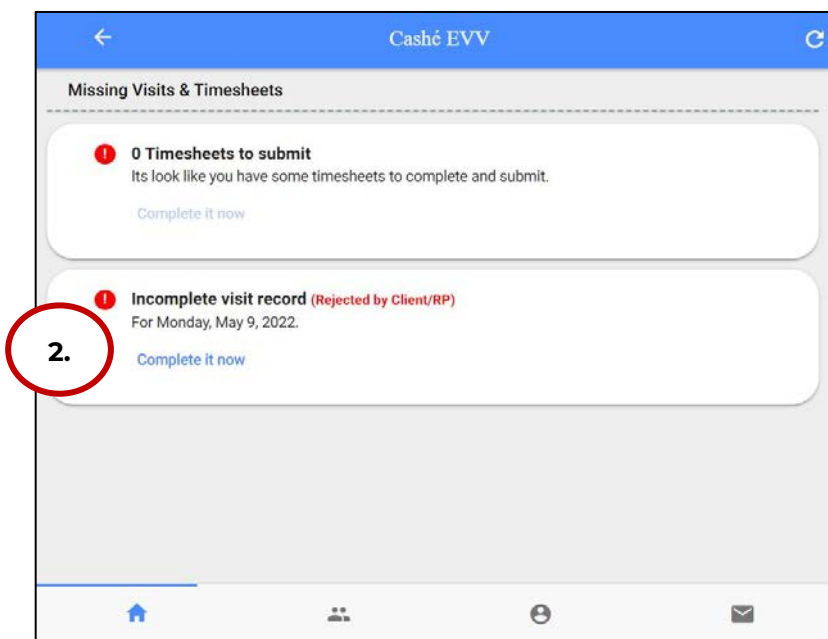 Cashé EVV
Missing Visits & Timesheets
0 Timesheets to submit
Its look like you have some timesheets to complete and submit.
Complete it now
Incomplete visit record (Rejected by Client/RP)
For Monday, May 9, 2022.
2.
Complete it now